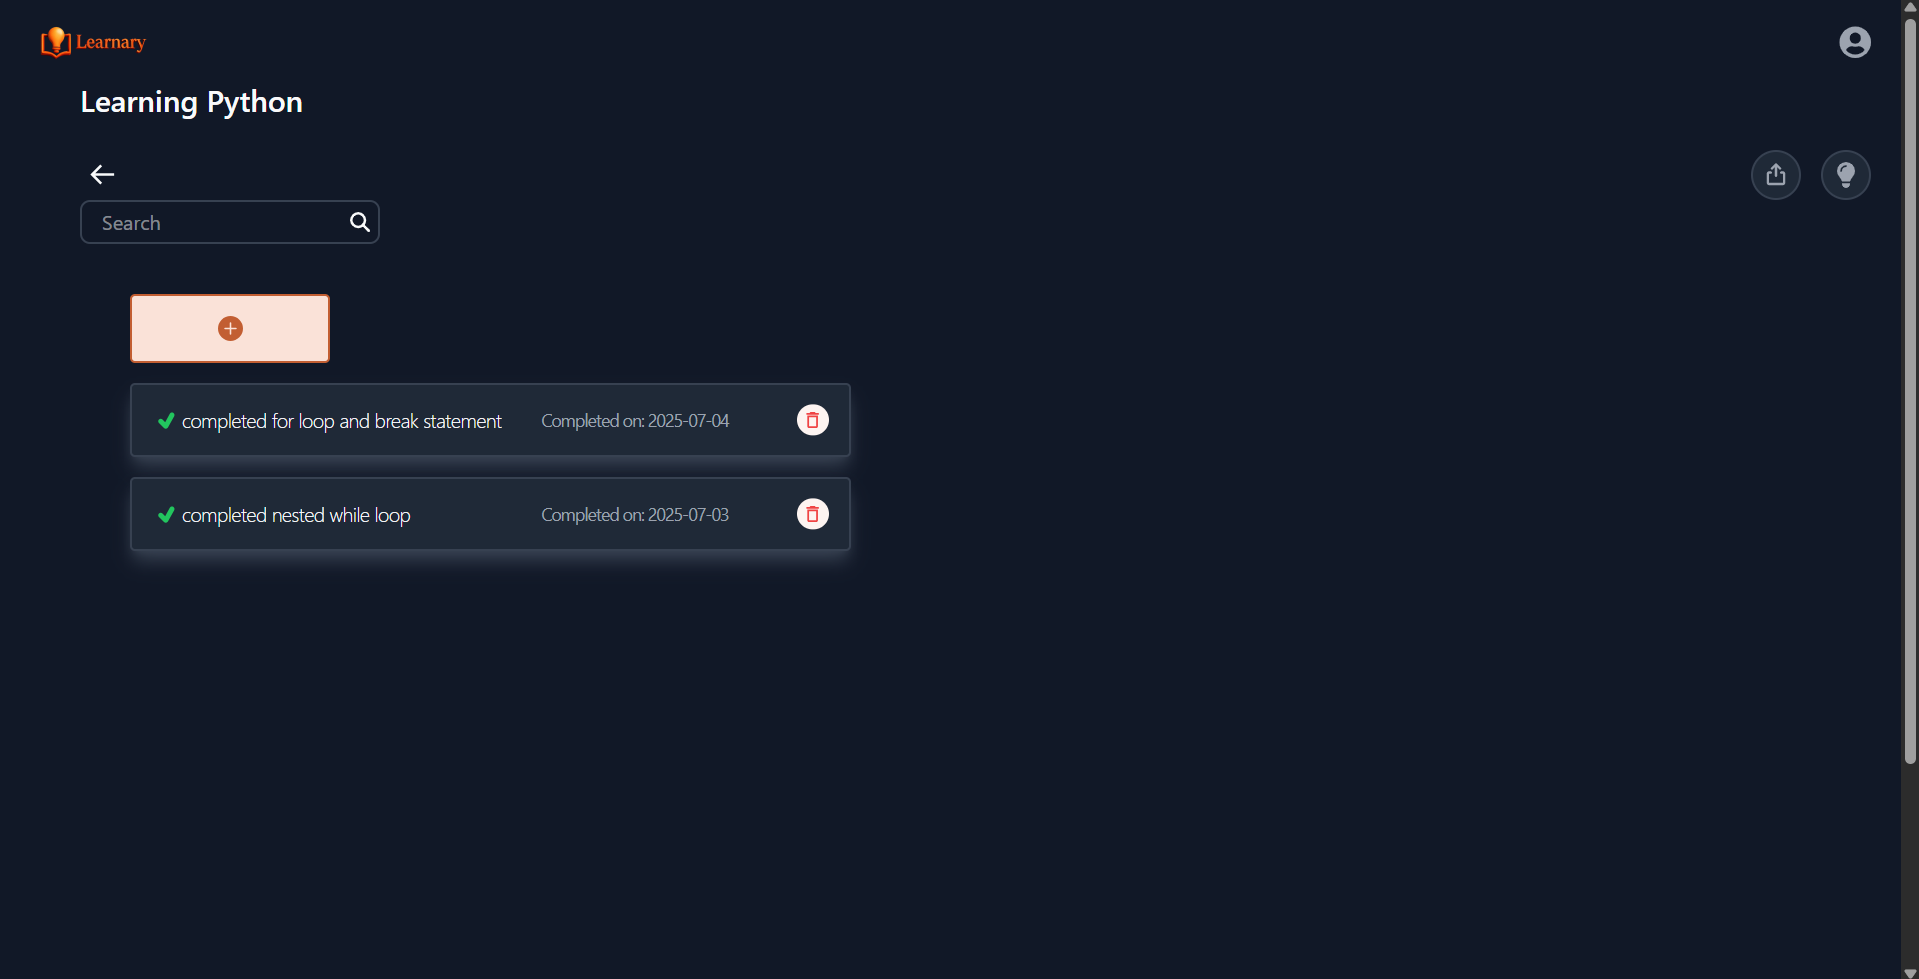 Learnary
Learning Python
Search
completed for loop and break statement Completed on: 2025-07-04
completed nested while loop Completed on: 2025-07-03